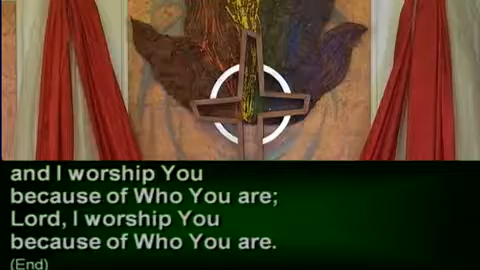 and I worship You
because of Who You are;
Lord, I worship You
because of Who You are.
(End)